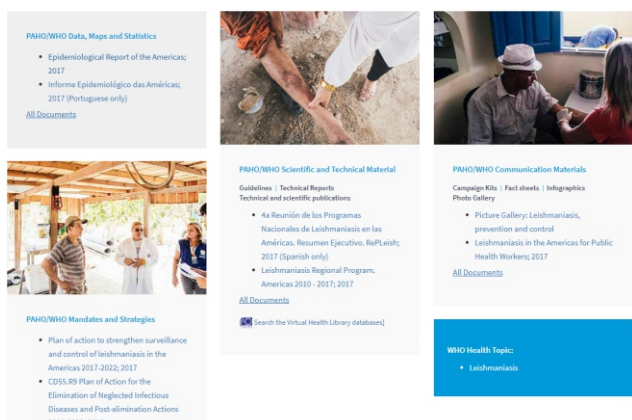 PAHO/WHO Data, Maps and Statistics
Epidemiological Report of the Americas;
2017
Informe Epidemiológico das Américas;
2017 (Portuguese only)
All Documents
PAHO/WHO Mandates and Strategies
Plan of action to strengthen surveillance
and control of leishmaniasis in the
Americas 2017-2022; 2017
CD55.R9 Plan of Action for the
Elimination of Neglected Infectious
Diseases and Post-elimination Actions
PAHO/WHO Scientific and Technical Material
Guidelines | Technical Reports
Technical and scientific publications
4a Reunión de los Programas
Nacionales de Leishmaniasis en las
Américas. Resumen Ejecutivo. RePLeish;
2017 (Spanish only)
Leishmaniasis Regional Program.
Americas 2010 - 2017; 2017
All Documents
Search the Virtual Health Library databases]
PAHO/WHO Communication Materials
Campaign Kits | Fact sheets | Infographics
Photo Gallery
Picture Gallery: Leishmaniasis,
prevention and control
Leishmaniasis in the Americas for Public
Health Workers; 2017
All Documents
WHO Health Topic:
Leishmaniasis